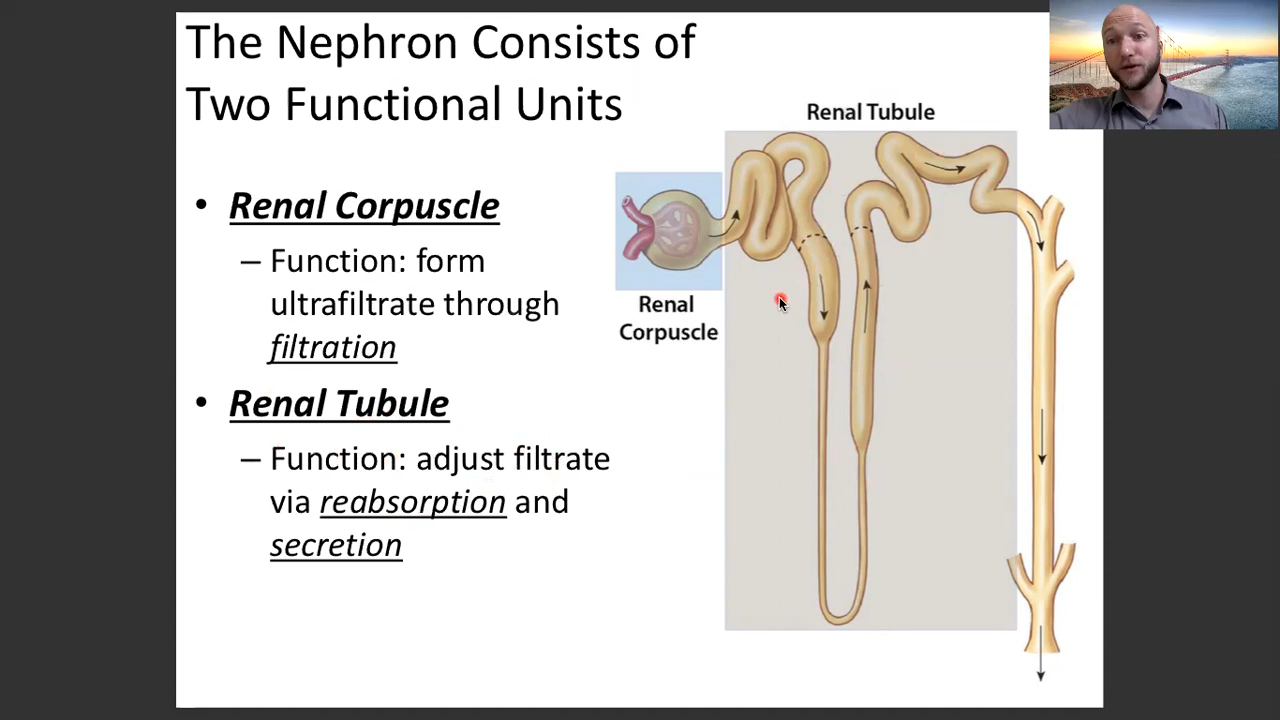 The Nephron Consists of
Two Functional Units
• Renal Corpuscle
– Function: form
ultrafiltrate through
filtration
• Renal Tubule
– Function: adjust filtrate
via reabsorption and
secretion
Renal Tubule
Renal
Corpuscle